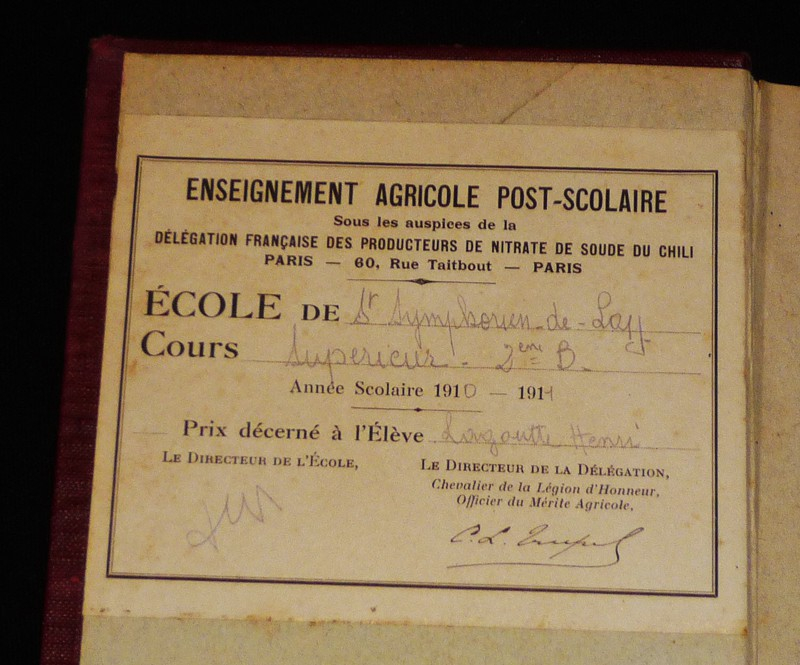 ENSEIGNEMENT AGRICOLE POST-SCOLAIRE
Sous les auspices de la
DÉLÉGATION FRANÇAISE DES PRODUCTEURS DE NITRATE DE SOUDE DU CHILI
PARIS — 60, Rue Taitbout — PARIS
ÉCOLE DE St Symphorien-de-Lay
Cours Supérieur - 2ème B.
Année Scolaire 1910 — 1911
Prix décerné à l'Élève Lagoutte Henri
LE DIRECTEUR DE L'ÉCOLE,
LE DIRECTEUR DE LA DÉLÉGATION,
Chevalier de la Légion d'Honneur,
Officier du Mérite Agricole,